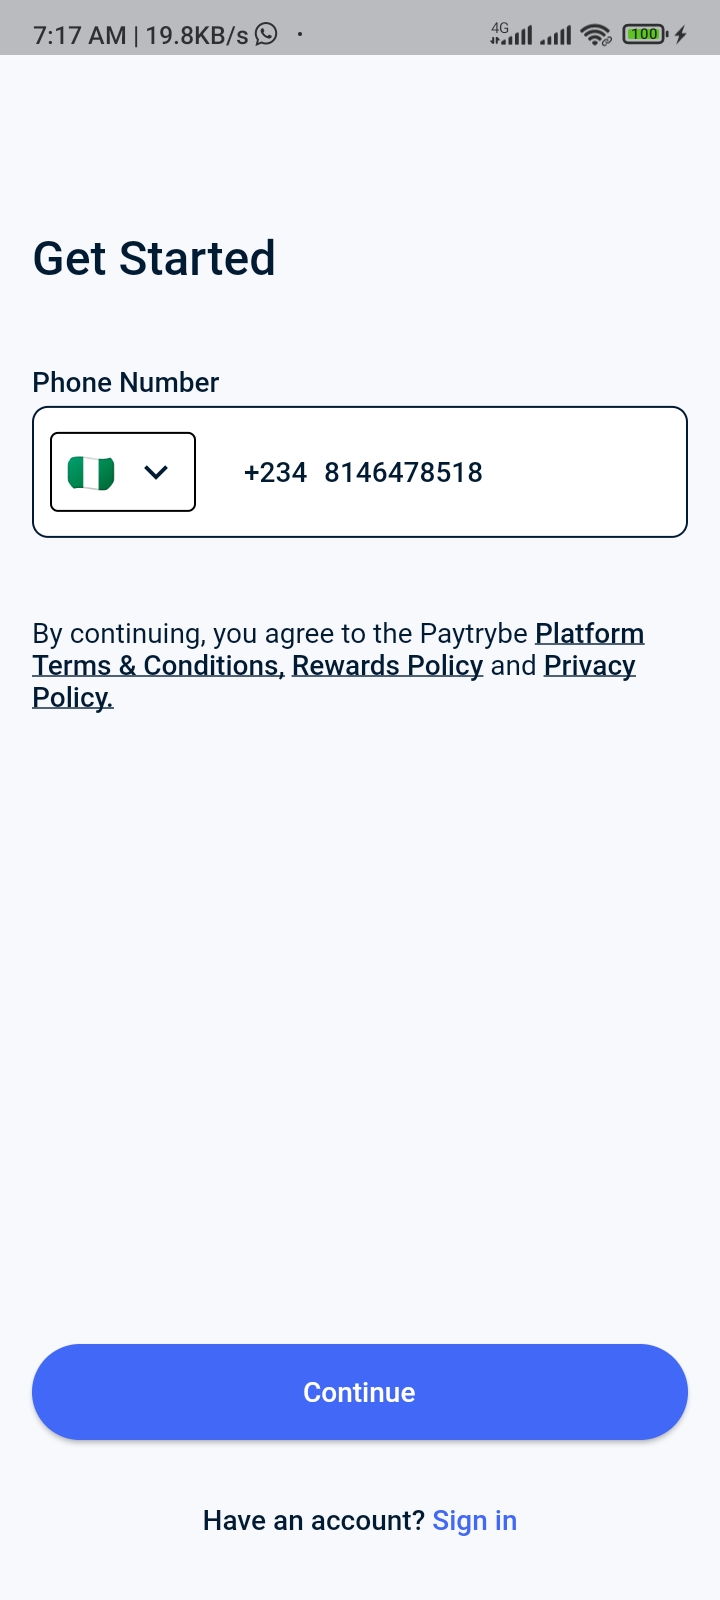 7:17 AM | 19.8KB/s
4G
100
Get Started
Phone Number
+234 8146478518
By continuing, you agree to the Paytrybe Platform
Terms & Conditions, Rewards Policy and Privacy
Policy.
Continue
Have an account? Sign in